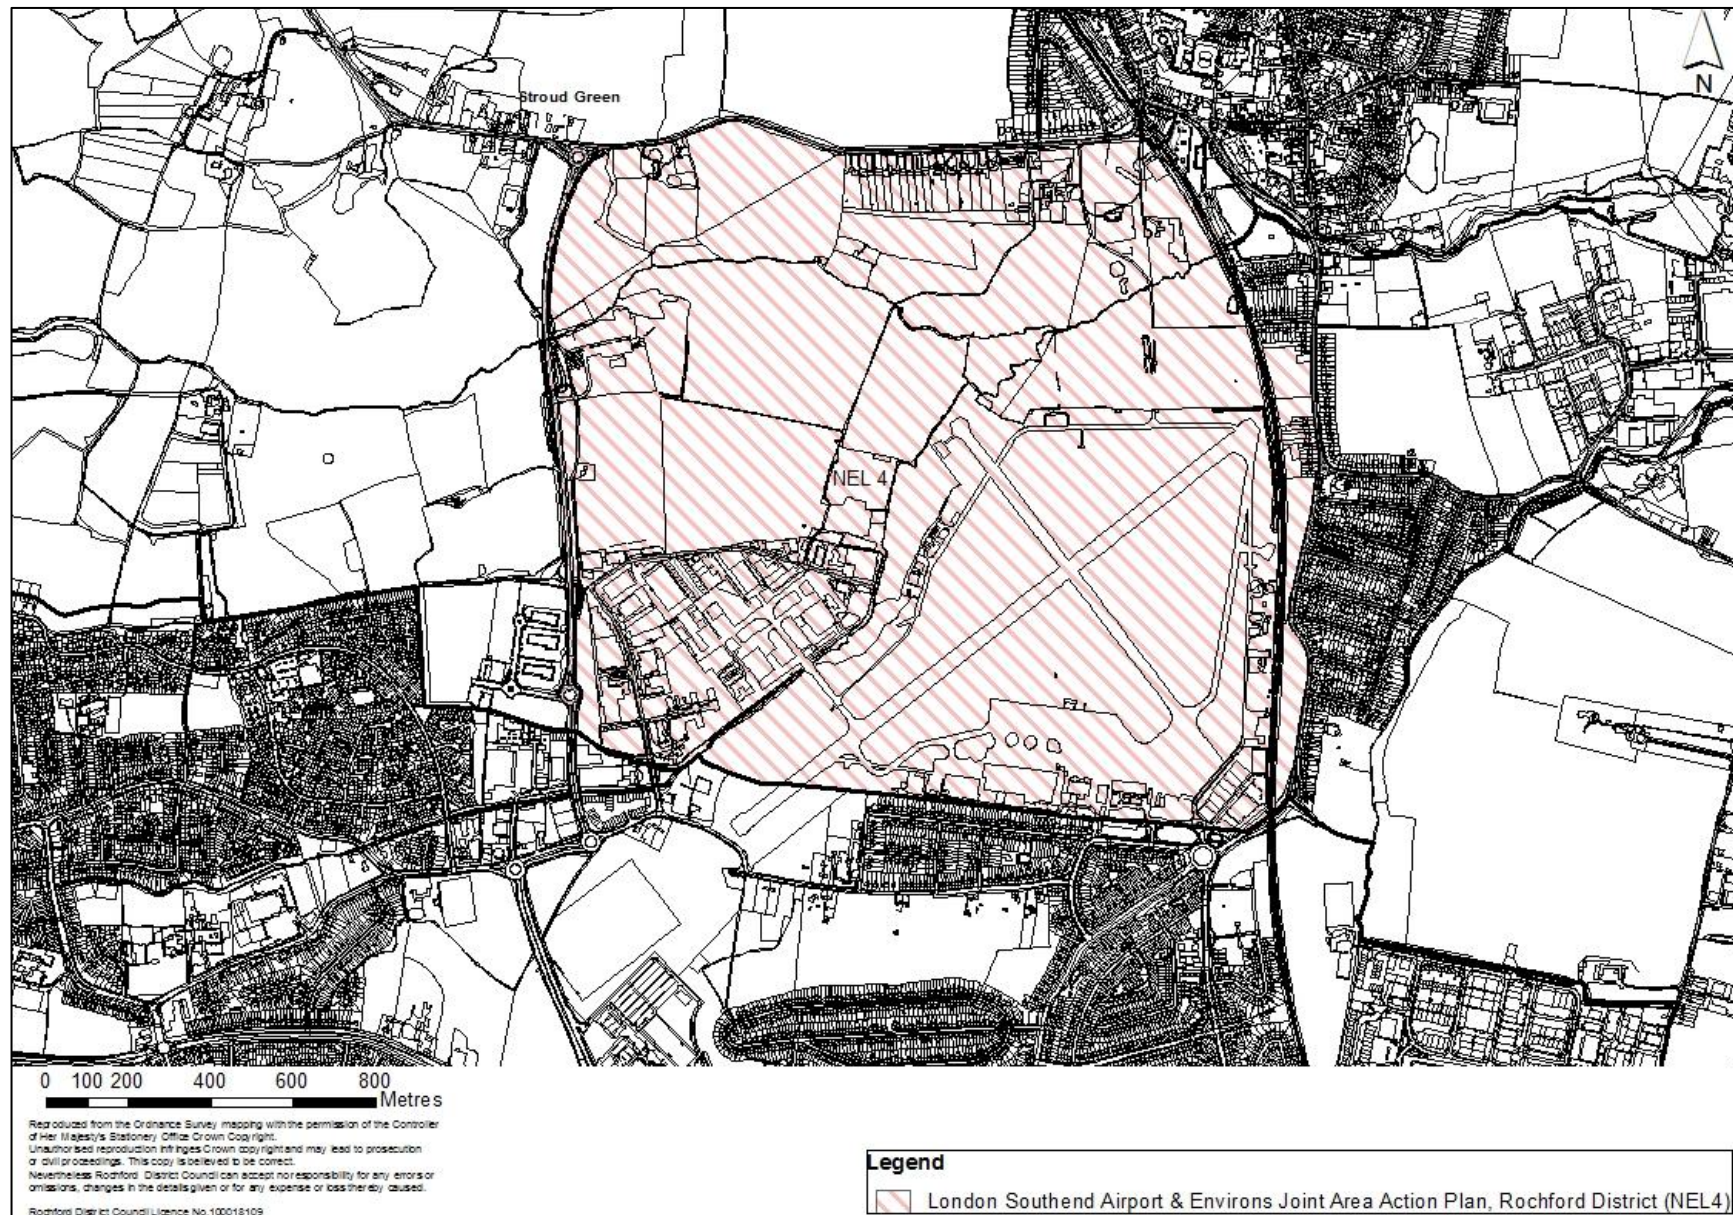 N
Stroud Green
NEL 4
0 100 200 400 600 800
Metres
Reproduced from the Ordnance Survey mapping with the permission of the Controller
of Her Majesty's Stationery Office Crown Copyright.
Unauthorised reproduction infringes Crown copyright and may lead to prosecution
or civil proceedings. This copy is believed to be correct.
Nevertheless Rochford District Council can accept no responsibility for any errors or
omissions, changes in the details given or for any expense or loss thereby caused.
Rochford District Council Licence No. 100018109
Legend
London Southend Airport & Environs Joint Area Action Plan, Rochford District (NEL4)